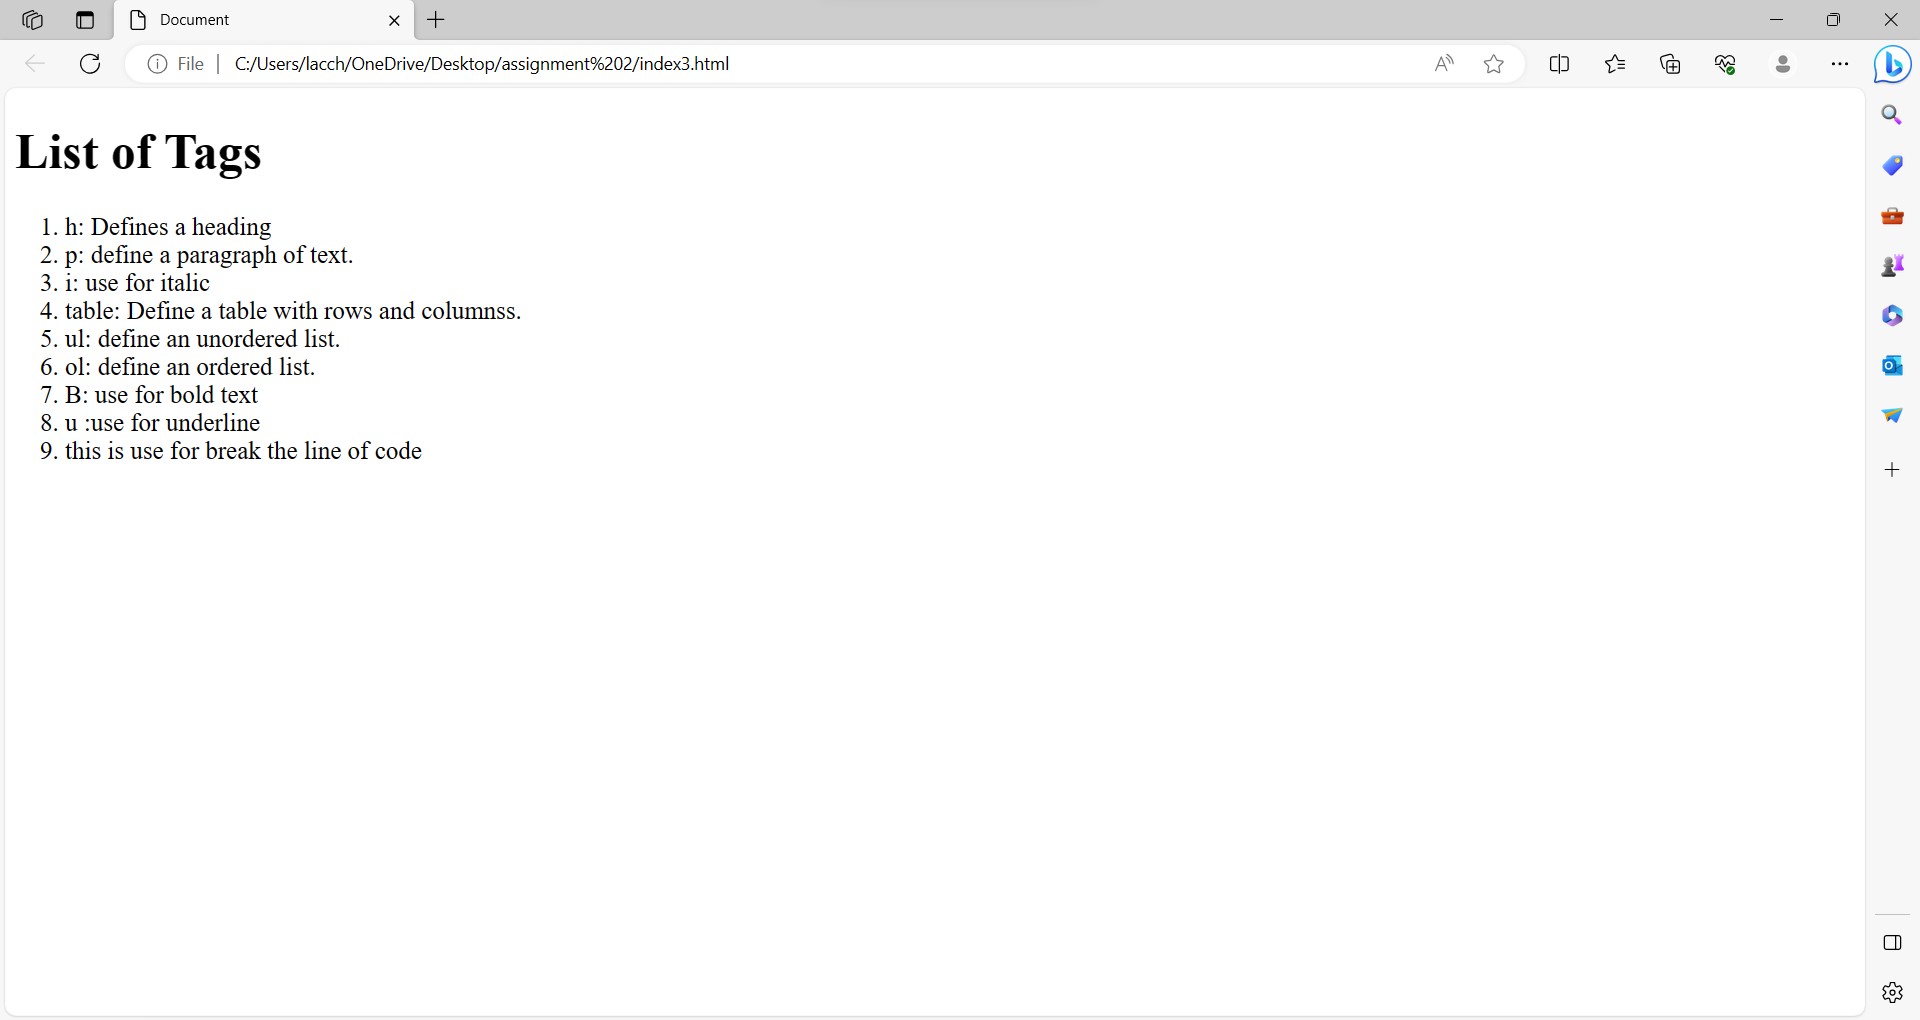 Document
File
C:/Users/lacch/OneDrive/Desktop/assignment%202/index3.html
List of Tags
1. h: Defines a heading
2. p: define a paragraph of text.
3. i: use for italic
4. table: Define a table with rows and columnss.
5. ul: define an unordered list.
6. ol: define an ordered list.
7. B: use for bold text
8. u :use for underline
9. this is use for break the line of code